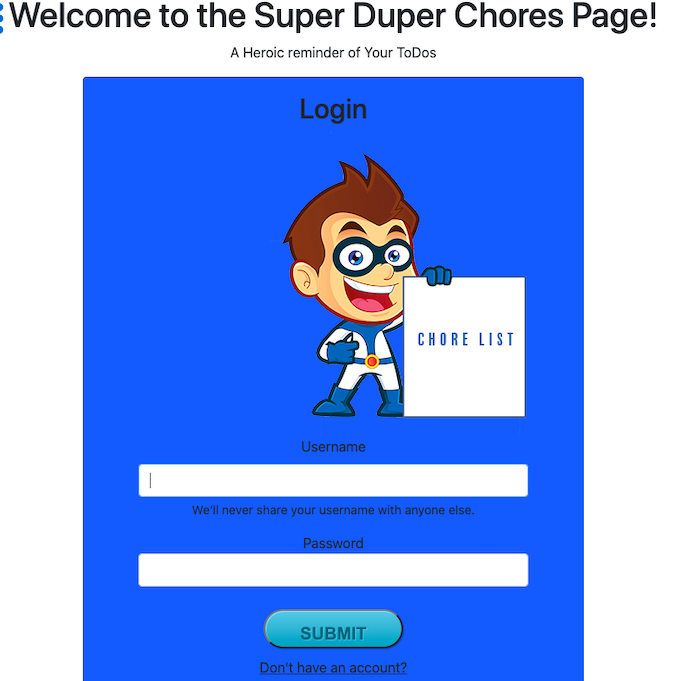 Welcome to the Super Duper Chores Page!
A Heroic reminder of Your ToDos
Login
CHORE LIST
Username
We'll never share your username with anyone else.
Password
SUBMIT
Don't have an account?